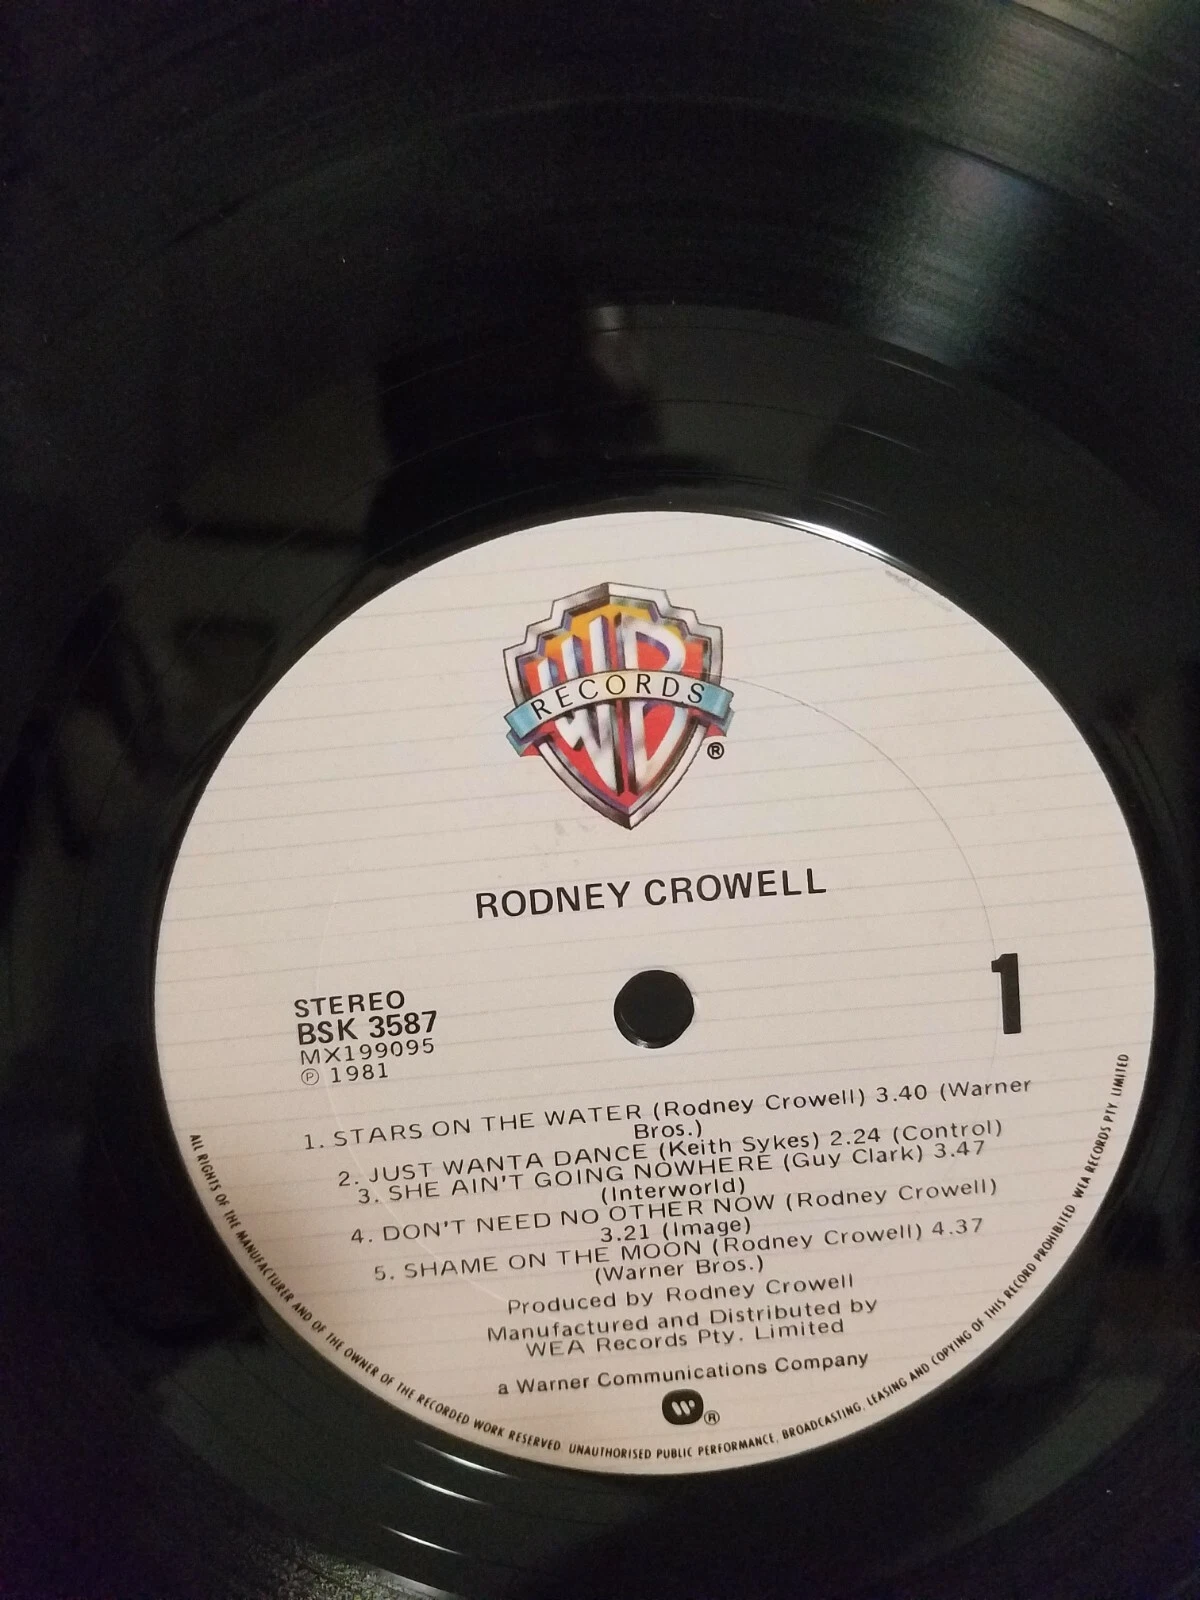 WB
RECORDS
®
RODNEY CROWELL
STEREO
BSK 3587
MX199095
℗ 1981
1
1. STARS ON THE WATER (Rodney Crowell) 3.40 (Warner
Bros.)
2. JUST WANTA DANCE (Keith Sykes) 2.24 (Control)
3. SHE AIN'T GOING NOWHERE (Guy Clark) 3.47
(Interworld)
4. DON'T NEED NO OTHER NOW (Rodney Crowell)
3.21 (Image)
5. SHAME ON THE MOON (Rodney Crowell) 4.37
(Warner Bros.)
Produced by Rodney Crowell
Manufactured and Distributed by
WEA Records Pty. Limited
a Warner Communications Company
W ®
ALL RIGHTS OF THE MANUFACTURER AND OF THE OWNER OF THE RECORDED WORK RESERVED. UNAUTHORISED PUBLIC PERFORMANCE, BROADCASTING, LEASING AND COPYING OF THIS RECORD PROHIBITED WEA RECORDS PTY LIMITED